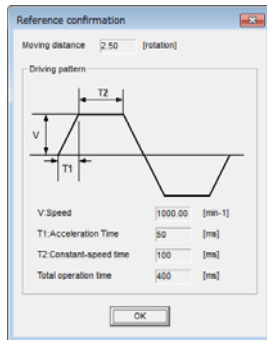 Reference confirmation
Moving distance 2.50 [rotation]
Driving pattern
T2
V
T1
V:Speed 1000.00 [min-1]
T1:Acceleration Time 50 [ms]
T2:Constant-speed time 100 [ms]
Total operation time 400 [ms]
OK